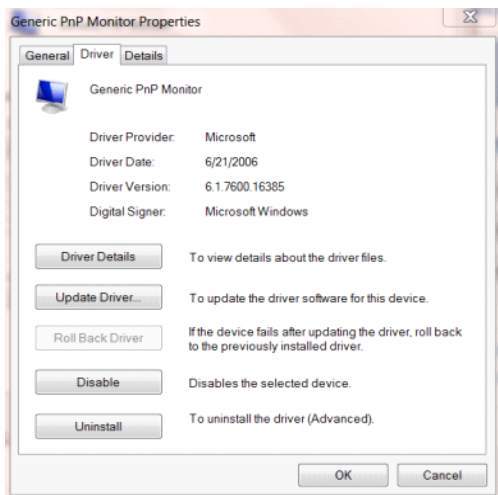 Generic PnP Monitor Properties
General Driver Details
Generic PnP Monitor
Driver Provider: Microsoft
Driver Date: 6/21/2006
Driver Version: 6.1.7600.16385
Digital Signer: Microsoft Windows
Driver Details To view details about the driver files.
Update Driver... To update the driver software for this device.
Roll Back Driver If the device fails after updating the driver, roll back
to the previously installed driver.
Disable Disables the selected device.
Uninstall To uninstall the driver (Advanced).
OK Cancel